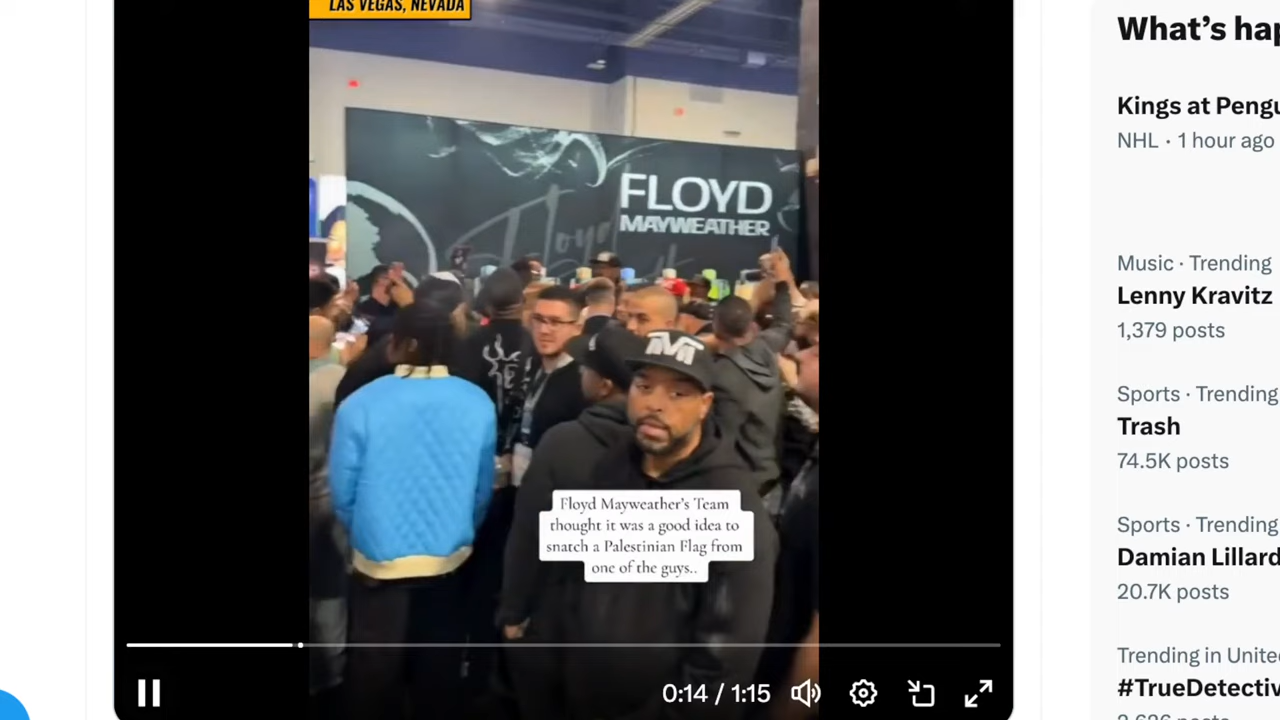 LAS VEGAS, NEVADA
FLOYD
MAYWEATHER
Floyd Mayweather's Team
thought it was a good idea to
snatch a Palestinian Flag from
one of the guys..
0:14 / 1:15
What's hap
Kings at Pengu
NHL · 1 hour ago
Music · Trending
Lenny Kravitz
1,379 posts
Sports · Trending
Trash
74.5K posts
Sports · Trending
Damian Lillard
20.7K posts
Trending in Unite
#TrueDetectiv